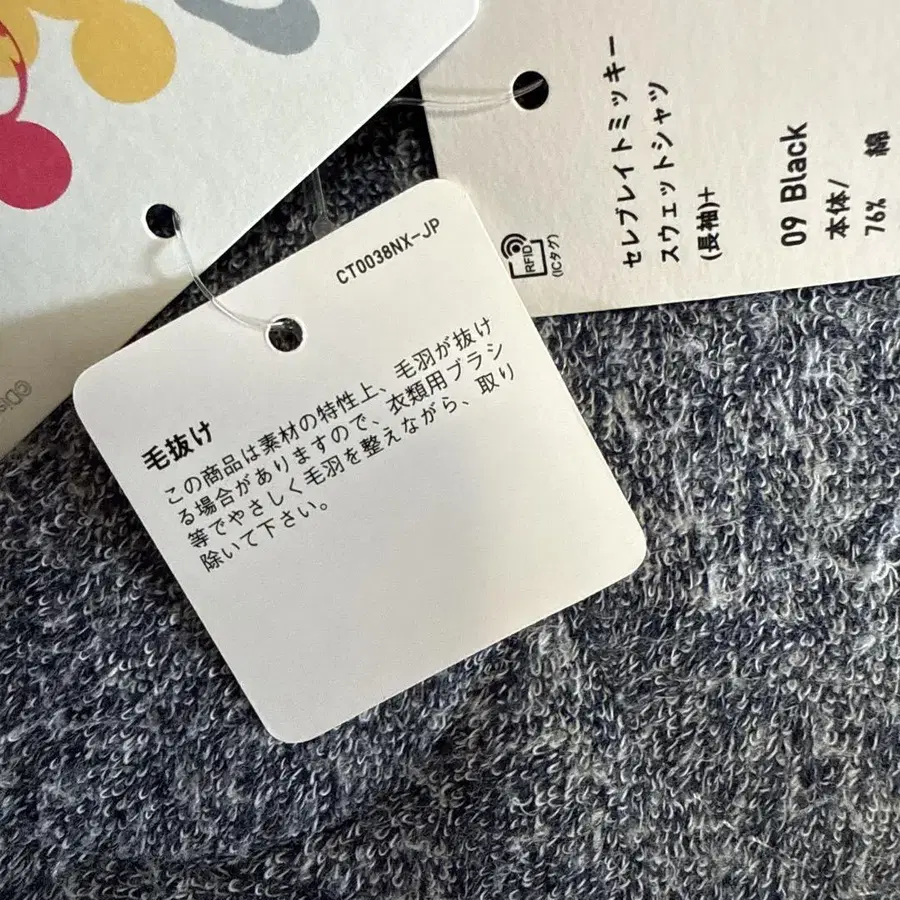 CT0038NX-JP
毛抜け
この商品は素材の特性上、毛羽が抜け
る場合がありますので、衣類用ブラシ
等でやさしく毛羽を整えながら、取り
除いて下さい。
RFID
(ICタグ)
セレブレイトミッキー
スウェットシャツ
(長袖)+
09 Black
本体/
76% 綿